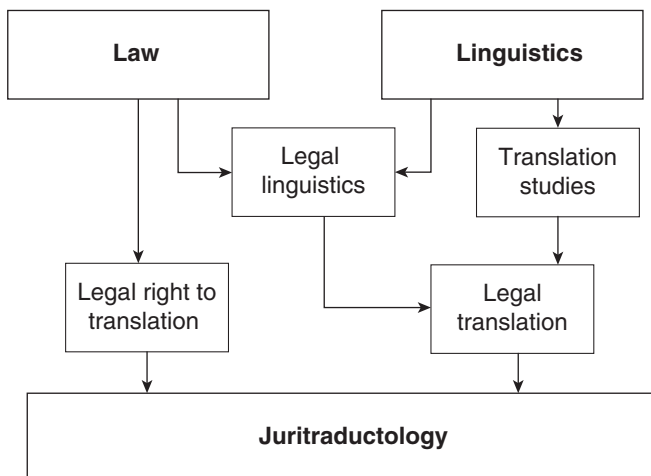 Law
Linguistics
Legal
linguistics
Translation
studies
Legal right to
translation
Legal
translation
Juritraductology